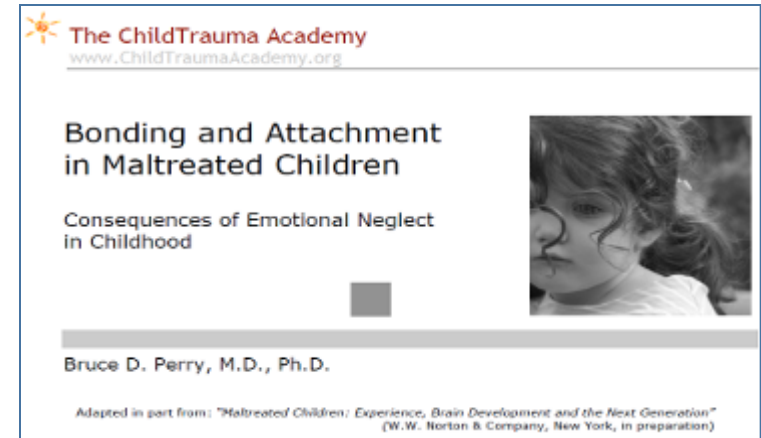 The ChildTrauma Academy
www.ChildTraumaAcademy.org
Bonding and Attachment
in Maltreated Children
Consequences of Emotional Neglect
in Childhood
Bruce D. Perry, M.D., Ph.D.
Adapted in part from: "Maltreated Children: Experience, Brain Development and the Next Generation"
(W.W. Norton & Company, New York, in preparation)